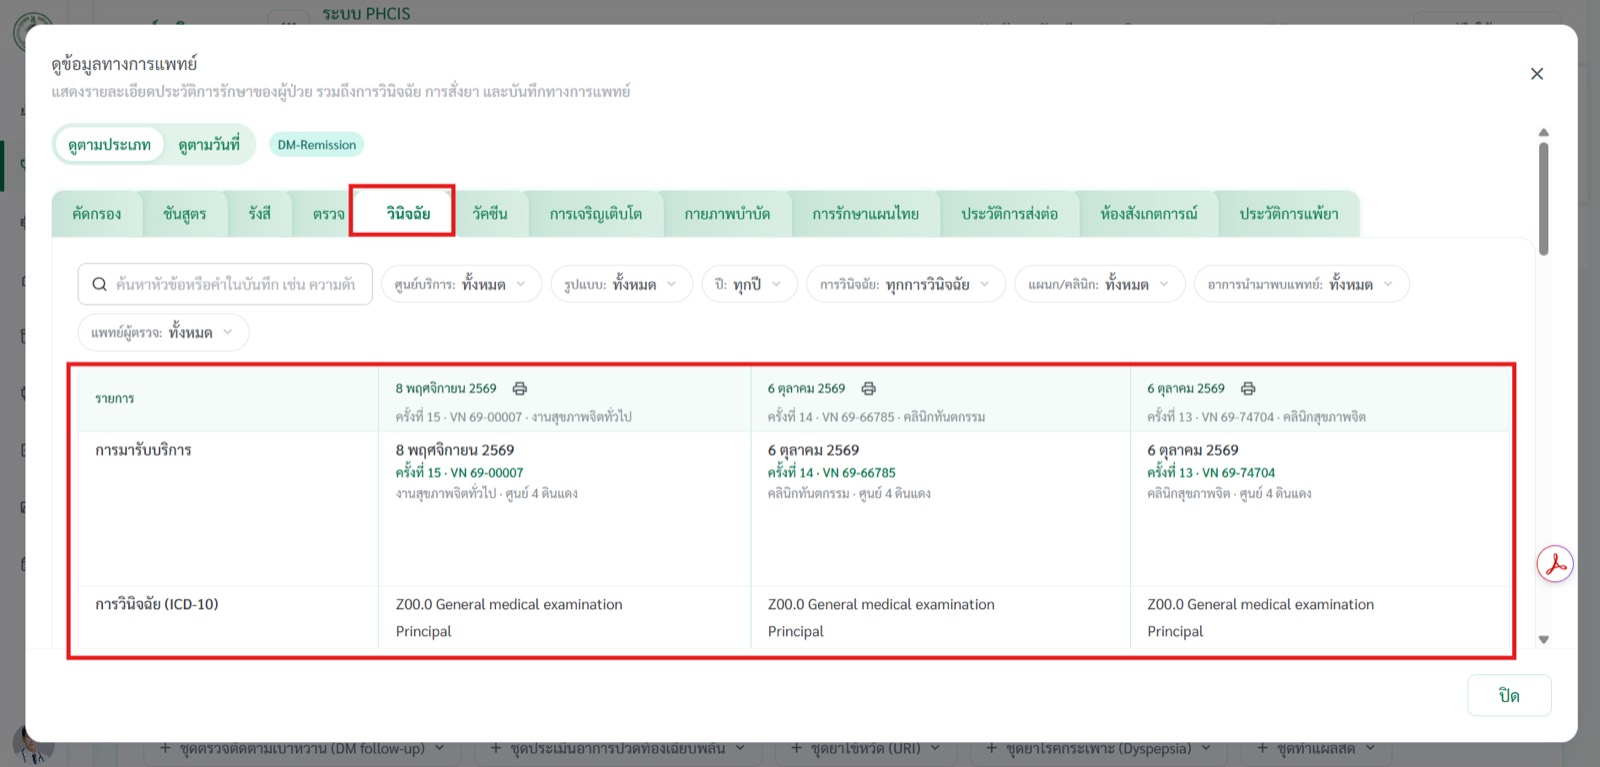 ระบบ PHCIS
ดูข้อมูลทางการแพทย์
แสดงรายละเอียดประวัติการรักษาของผู้ป่วย รวมถึงการวินิจฉัย การสั่งยา และบันทึกทางการแพทย์
ดูตามประเภท ดูตามวันที่ DM-Remission
คัดกรอง ชันสูตร รังสี ตรวจ วินิจฉัย วัคซีน การเจริญเติบโต กายภาพบำบัด การรักษาแผนไทย ประวัติการส่งต่อ ห้องสังเกตการณ์ ประวัติการแพ้ยา
ค้นหาหัวข้อหรือคำในบันทึก เช่น ความดัน ศูนย์บริการ: ทั้งหมด รูปแบบ: ทั้งหมด ปี: ทุกปี การวินิจฉัย: ทุกการวินิจฉัย แผนก/คลินิก: ทั้งหมด อาการนำมาพบแพทย์: ทั้งหมด
แพทย์ผู้ตรวจ: ทั้งหมด
รายการ 8 พฤศจิกายน 2569 6 ตุลาคม 2569 6 ตุลาคม 2569
ครั้งที่ 15 · VN 69-00007 · งานสุขภาพจิตทั่วไป ครั้งที่ 14 · VN 69-66785 · คลินิกทันตกรรม ครั้งที่ 13 · VN 69-74704 · คลินิกสุขภาพจิต
การมารับบริการ 8 พฤศจิกายน 2569 6 ตุลาคม 2569 6 ตุลาคม 2569
ครั้งที่ 15 · VN 69-00007 ครั้งที่ 14 · VN 69-66785 ครั้งที่ 13 · VN 69-74704
งานสุขภาพจิตทั่วไป · ศูนย์ 4 ดินแดง คลินิกทันตกรรม · ศูนย์ 4 ดินแดง คลินิกสุขภาพจิต · ศูนย์ 4 ดินแดง
การวินิจฉัย (ICD-10) Z00.0 General medical examination Z00.0 General medical examination Z00.0 General medical examination
Principal Principal Principal
ปิด
+ ชุดตรวจติดตามเบาหวาน (DM follow-up) + ชุดประเมินอาการปวดท้องเฉียบพลัน + ชุดยาไข้หวัด (URI) + ชุดยาโรคกระเพาะ (Dyspepsia) + ชุดทำแผลสด